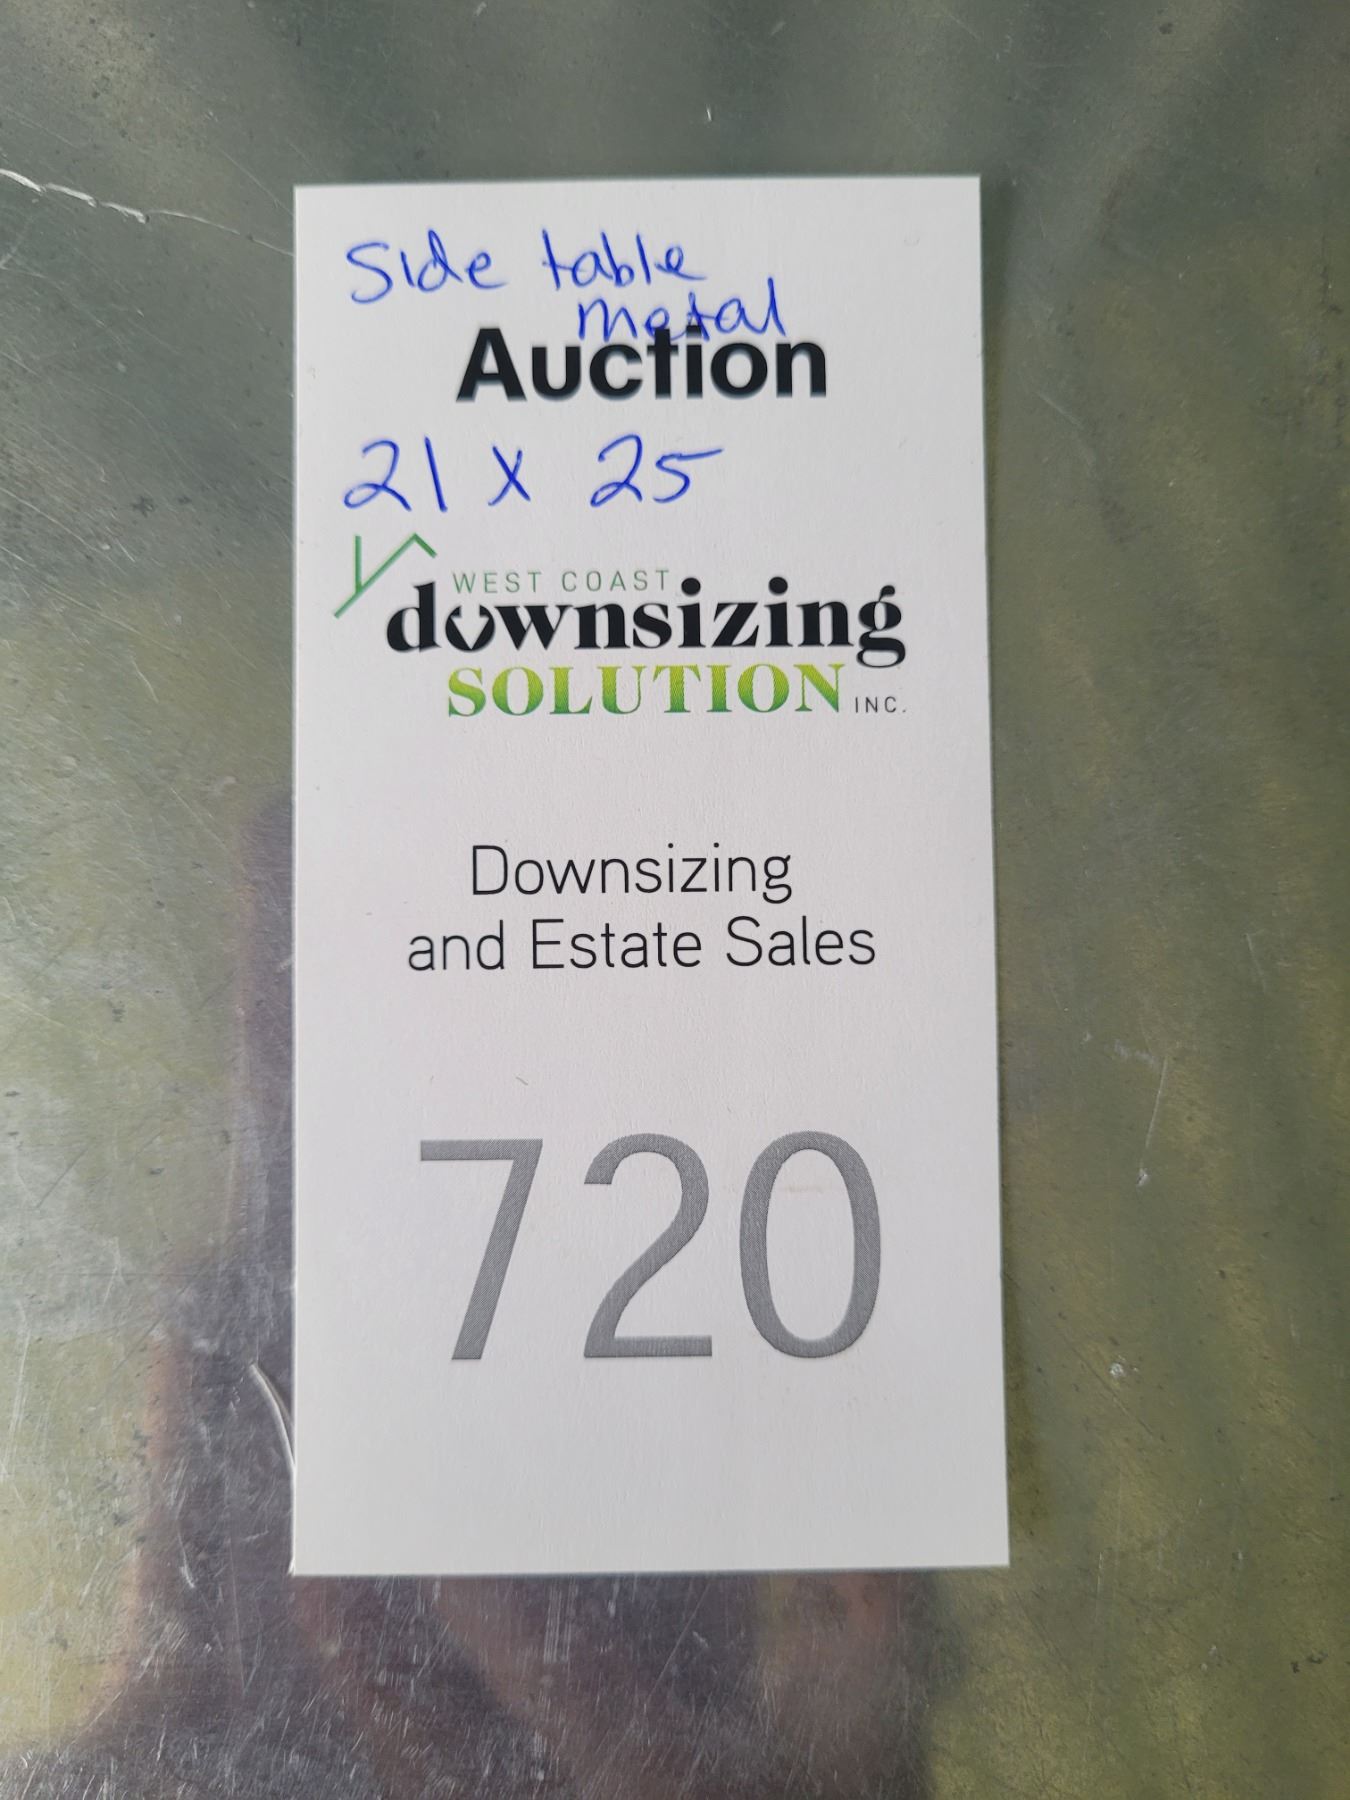 Side table
metal
Auction
21 x 25
WEST COAST
downsizing
SOLUTION INC.
Downsizing
and Estate Sales
720